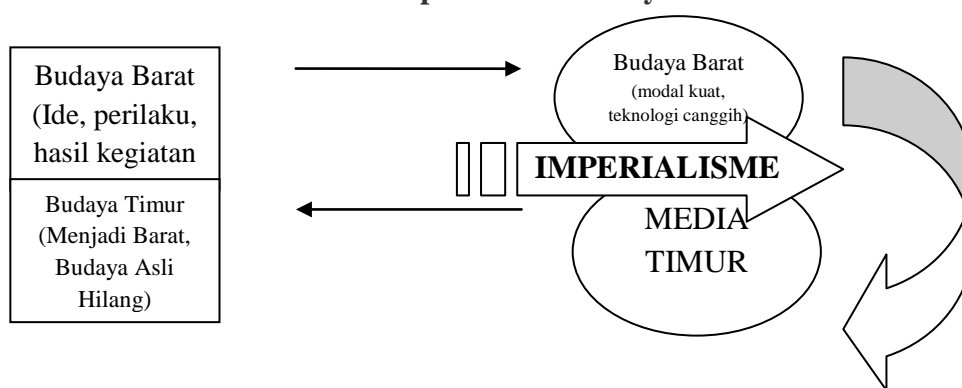 Budaya Barat
(Ide, perilaku,
hasil kegiatan
Budaya Timur
(Menjadi Barat,
Budaya Asli
Hilang)
Budaya Barat
(modal kuat,
teknologi canggih)
IMPERIALISME
MEDIA
TIMUR